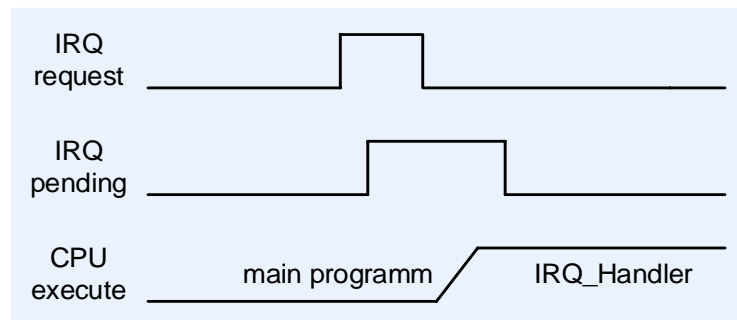 IRQ
request
IRQ
pending
CPU
execute
main programm
IRQ_Handler